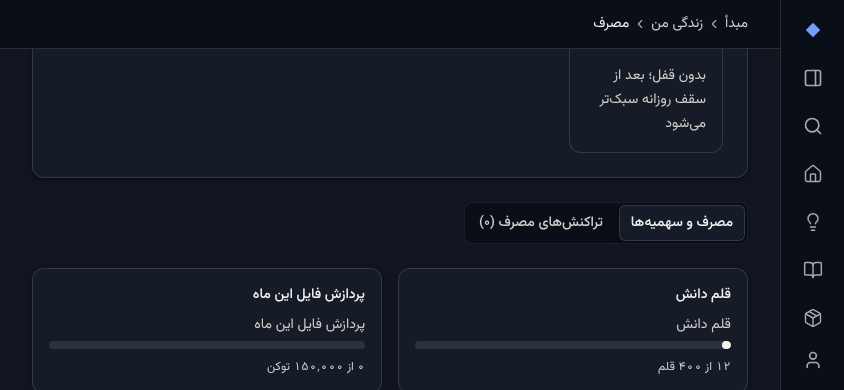 مبدأ › زندگی من › مصرف
بدون قفل؛ بعد از
سقف روزانه سبک‌تر
می‌شود
مصرف و سهمیه‌ها
تراکنش‌های مصرف (۰)
قلم دانش
قلم دانش
۱۲ از ۴۰۰ قلم
پردازش فایل این ماه
پردازش فایل این ماه
۰ از ۱۵۰,۰۰۰ توکن